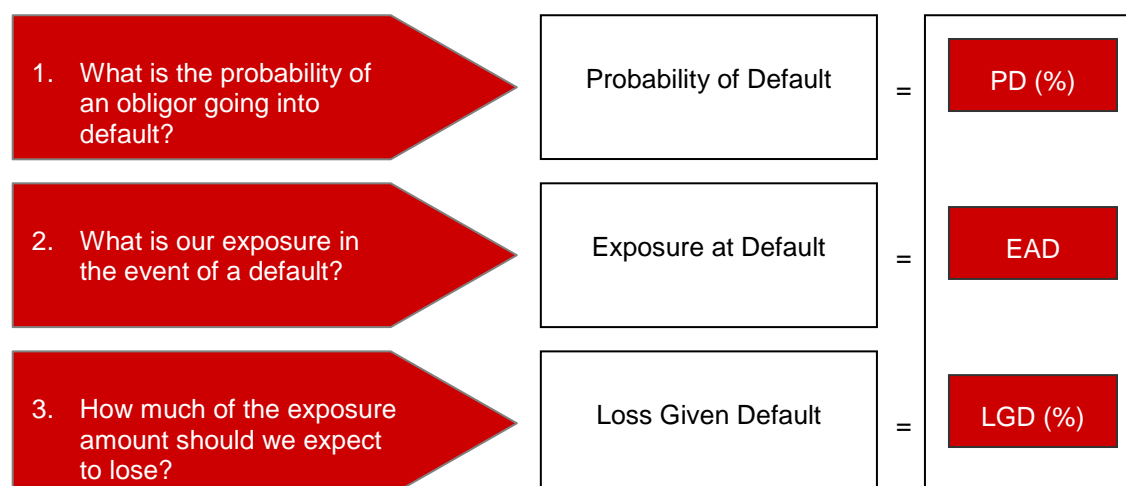 1. What is the probability of
an obligor going into
default?
Probability of Default
=
PD (%)
2. What is our exposure in
the event of a default?
Exposure at Default
=
EAD
3. How much of the exposure
amount should we expect
to lose?
Loss Given Default
=
LGD (%)